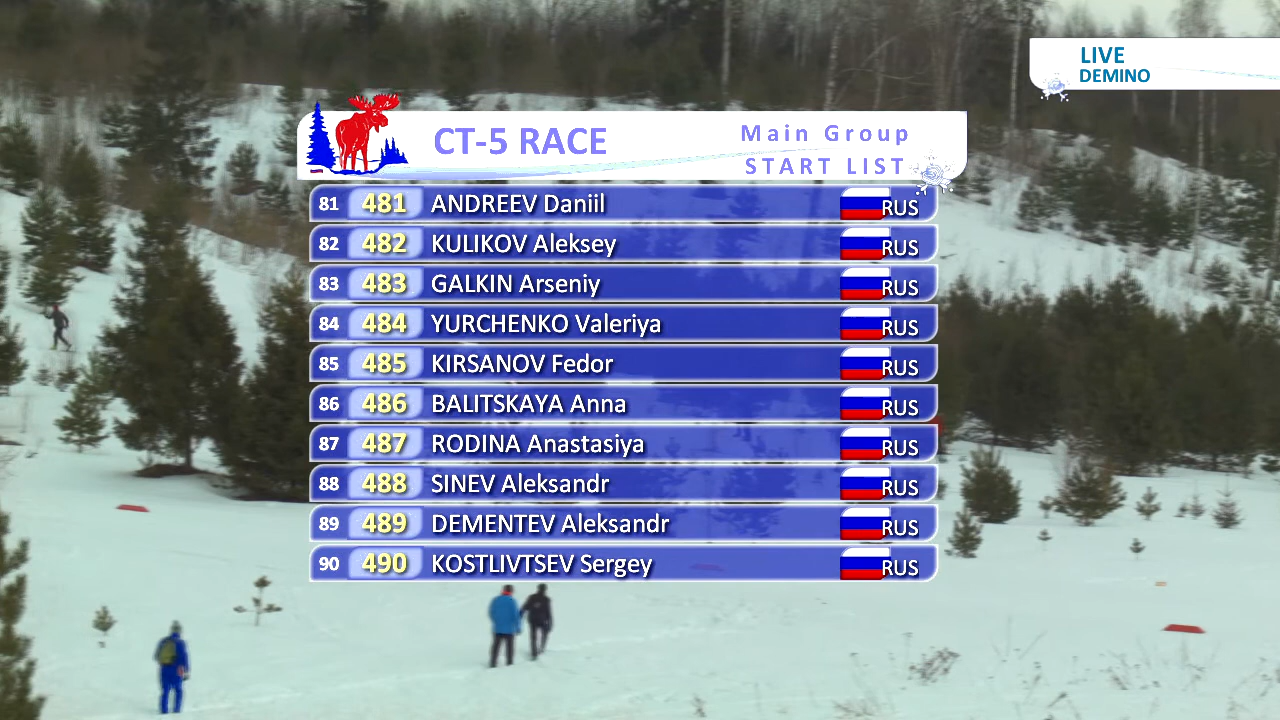 LIVE
DEMINO
CT-5 RACE
Main Group
START LIST
81 481 ANDREEV Daniil RUS
82 482 KULIKOV Aleksey RUS
83 483 GALKIN Arseniy RUS
84 484 YURCHENKO Valeriya RUS
85 485 KIRSANOV Fedor RUS
86 486 BALITSKAYA Anna RUS
87 487 RODINA Anastasiya RUS
88 488 SINEV Aleksandr RUS
89 489 DEMENTEV Aleksandr RUS
90 490 KOSTLIVTSEV Sergey RUS